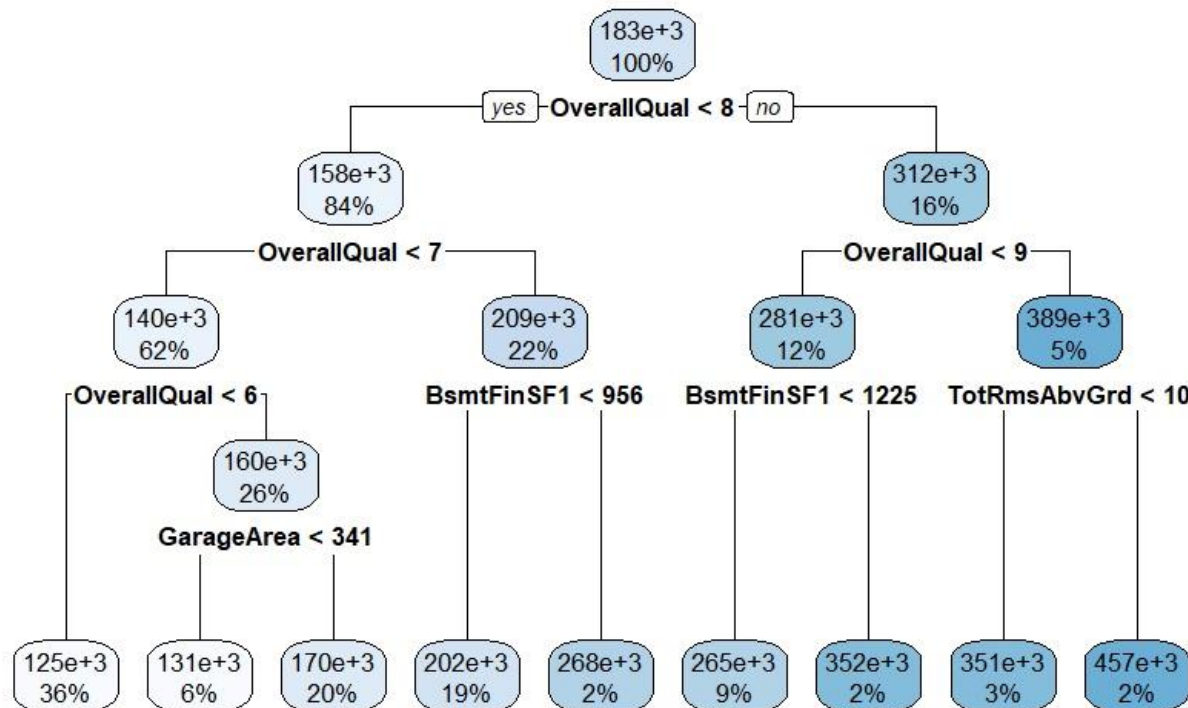 183e+3
100%
yes OverallQual < 8 no
158e+3
84%
312e+3
16%
OverallQual < 7
OverallQual < 9
140e+3
62%
209e+3
22%
281e+3
12%
389e+3
5%
OverallQual < 6
BsmtFinSF1 < 956
BsmtFinSF1 < 1225
TotRmsAbvGrd < 10
160e+3
26%
GarageArea < 341
125e+3
36%
131e+3
6%
170e+3
20%
202e+3
19%
268e+3
2%
265e+3
9%
352e+3
2%
351e+3
3%
457e+3
2%